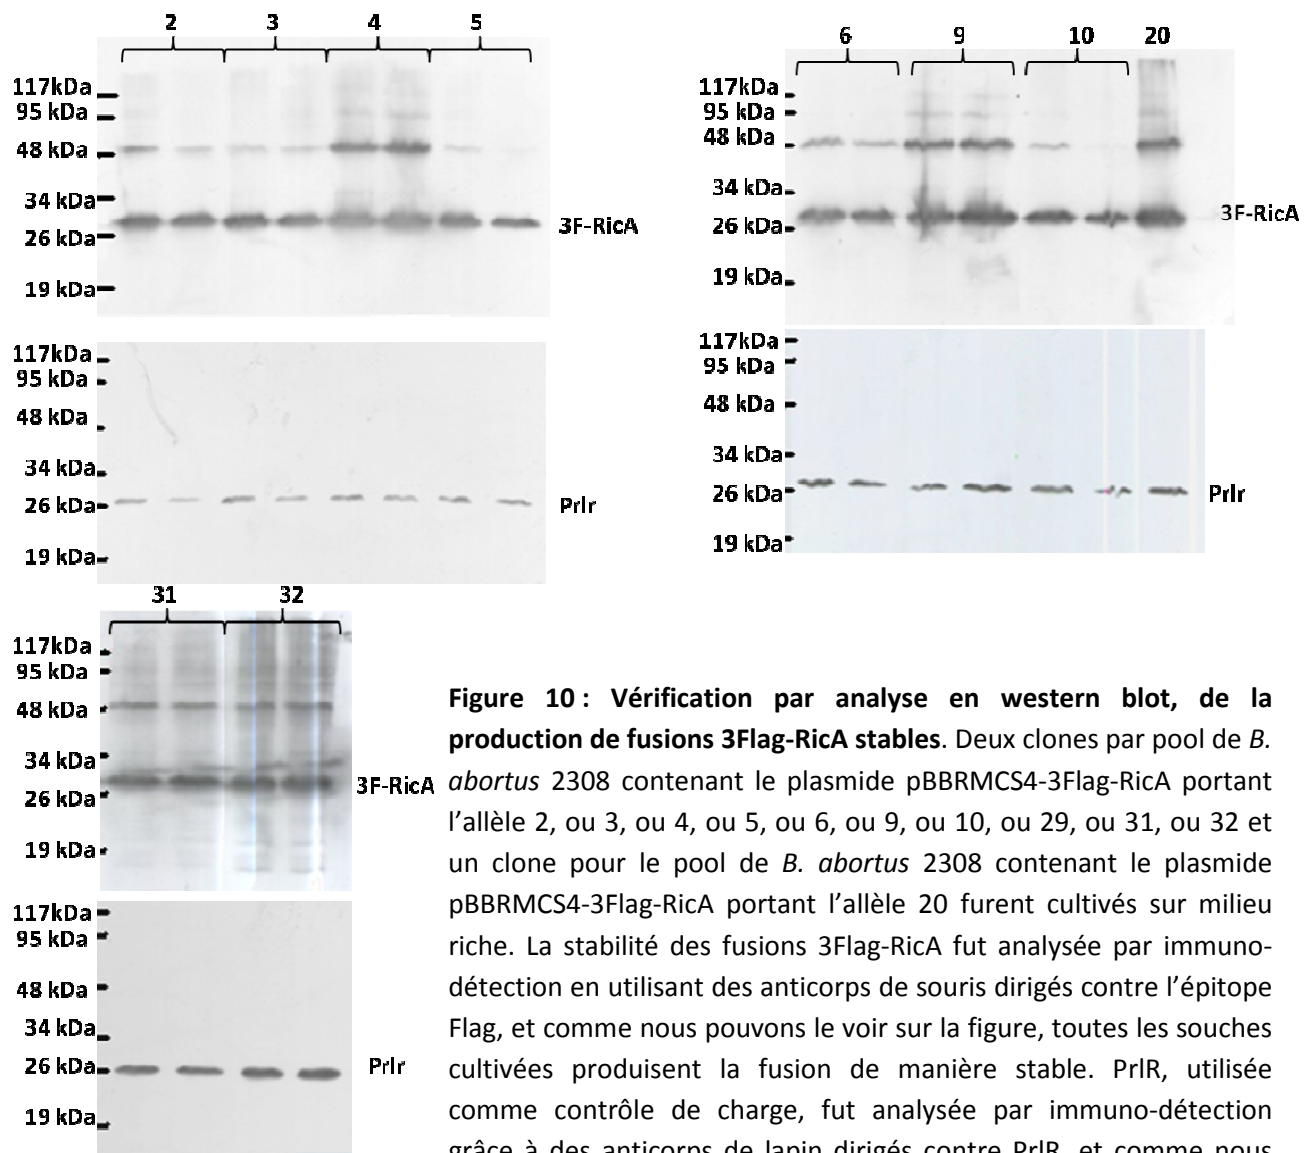 2 3 4 5
117kDa
95 kDa
48 kDa
34 kDa
26 kDa
19 kDa
3F-RicA
117kDa
95 kDa
48 kDa
34 kDa
26 kDa
19 kDa
Prlr
6 9 10 20
117kDa
95 kDa
48 kDa
34 kDa
26 kDa
19 kDa
3F-RicA
117kDa
95 kDa
48 kDa
34 kDa
26 kDa
19 kDa
Prlr
31 32
117kDa
95 kDa
48 kDa
34 kDa
26 kDa
19 kDa
3F-RicA
117kDa
95 kDa
48 kDa
34 kDa
26 kDa
19 kDa
Prlr
Figure 10 : Vérification par analyse en western blot, de la
production de fusions 3Flag-RicA stables. Deux clones par pool de B.
abortus 2308 contenant le plasmide pBBRMCS4-3Flag-RicA portant
l’allèle 2, ou 3, ou 4, ou 5, ou 6, ou 9, ou 10, ou 29, ou 31, ou 32 et
un clone pour le pool de B. abortus 2308 contenant le plasmide
pBBRMCS4-3Flag-RicA portant l’allèle 20 furent cultivés sur milieu
riche. La stabilité des fusions 3Flag-RicA fut analysée par immuno-
détection en utilisant des anticorps de souris dirigés contre l’épitope
Flag, et comme nous pouvons le voir sur la figure, toutes les souches
cultivées produisent la fusion de manière stable. PrlR, utilisée
comme contrôle de charge, fut analysée par immuno-détection
grâce à des anticorps de lapin dirigés contre PrlR, et comme nous